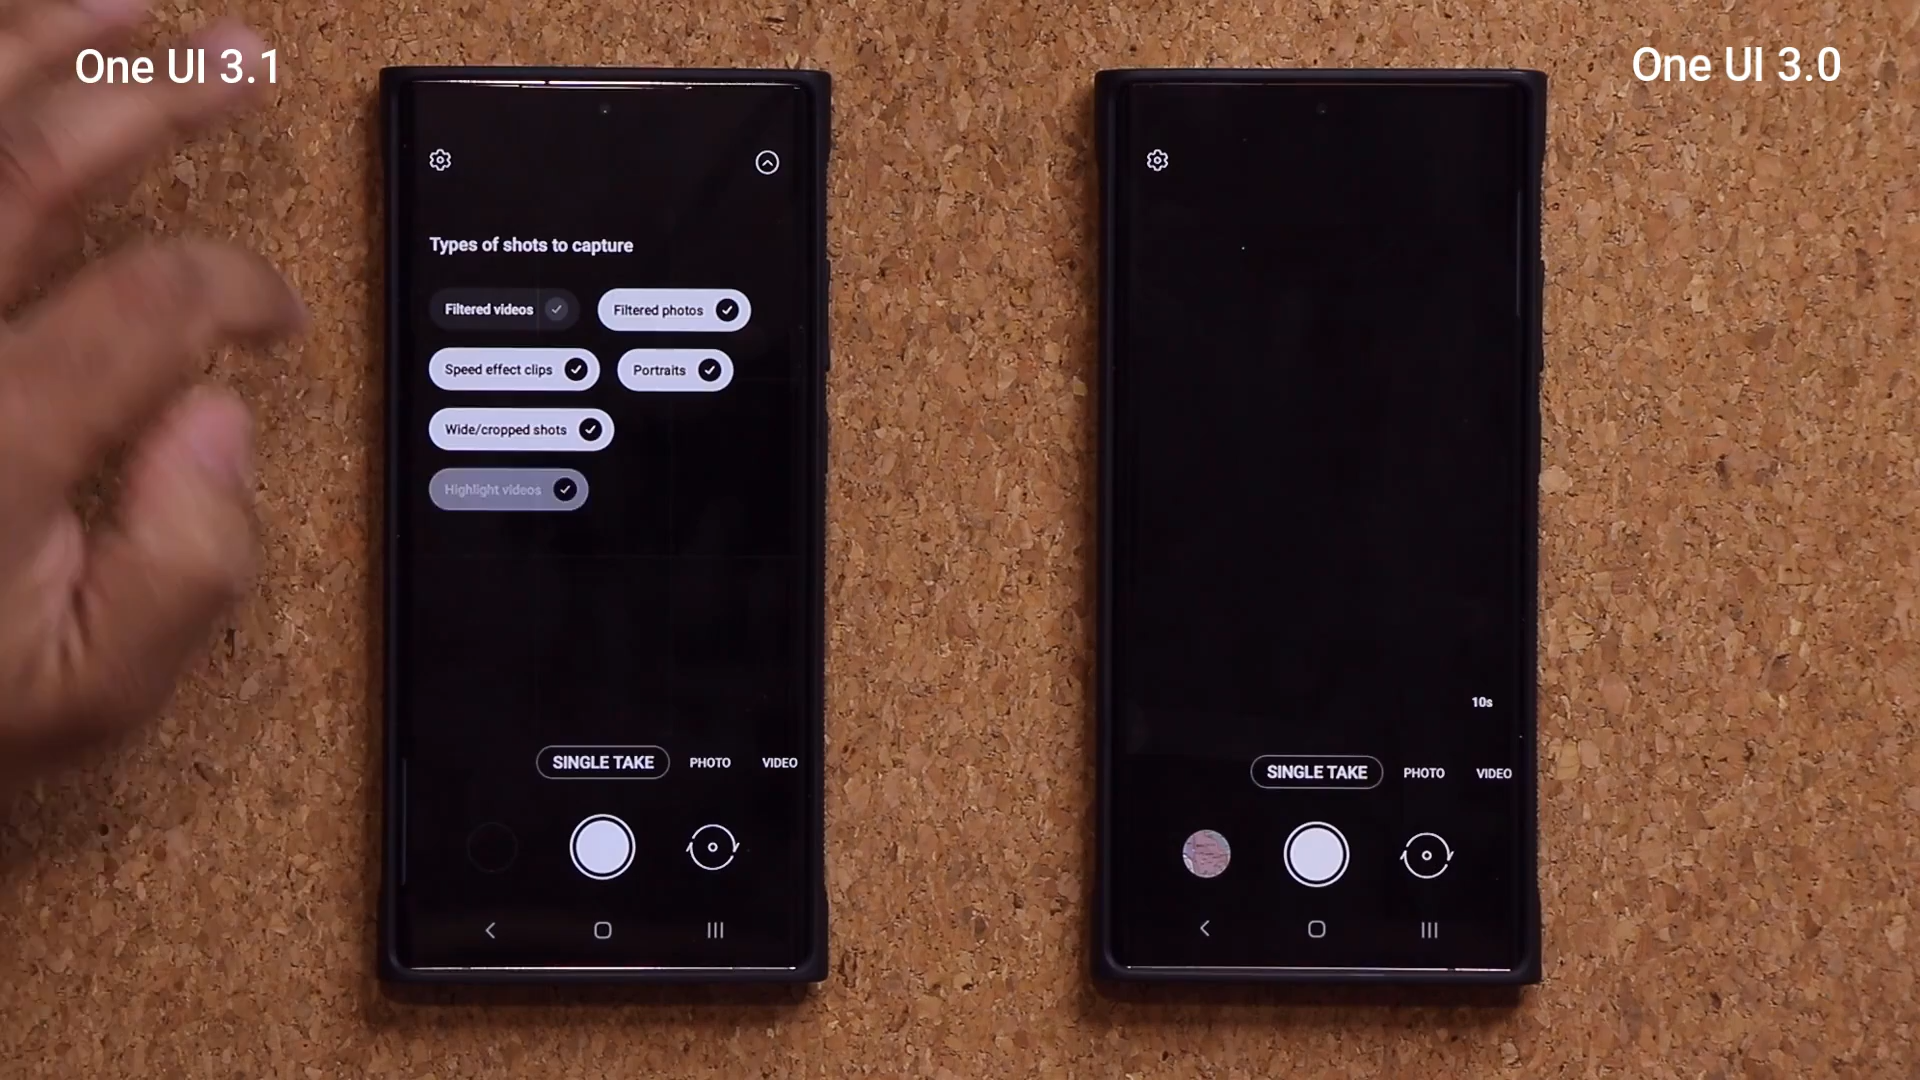 One UI 3.1
One UI 3.0
Types of shots to capture
Filtered videos
Filtered photos
Speed effect clips
Portraits
Wide/cropped shots
Highlight videos
SINGLE TAKE
PHOTO
VIDEO
10s
SINGLE TAKE
PHOTO
VIDEO